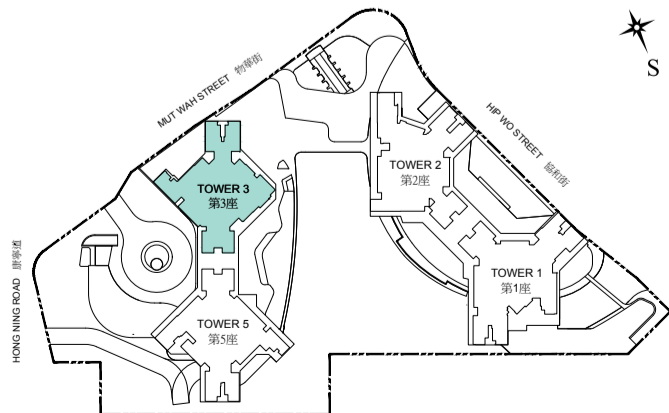 S
MUT WAH STREET 物華街
HIP WO STREET 協和街
TOWER 2
第2座
TOWER 3
第3座
HONG NING ROAD 康寧道
TOWER 1
第1座
TOWER 5
第5座